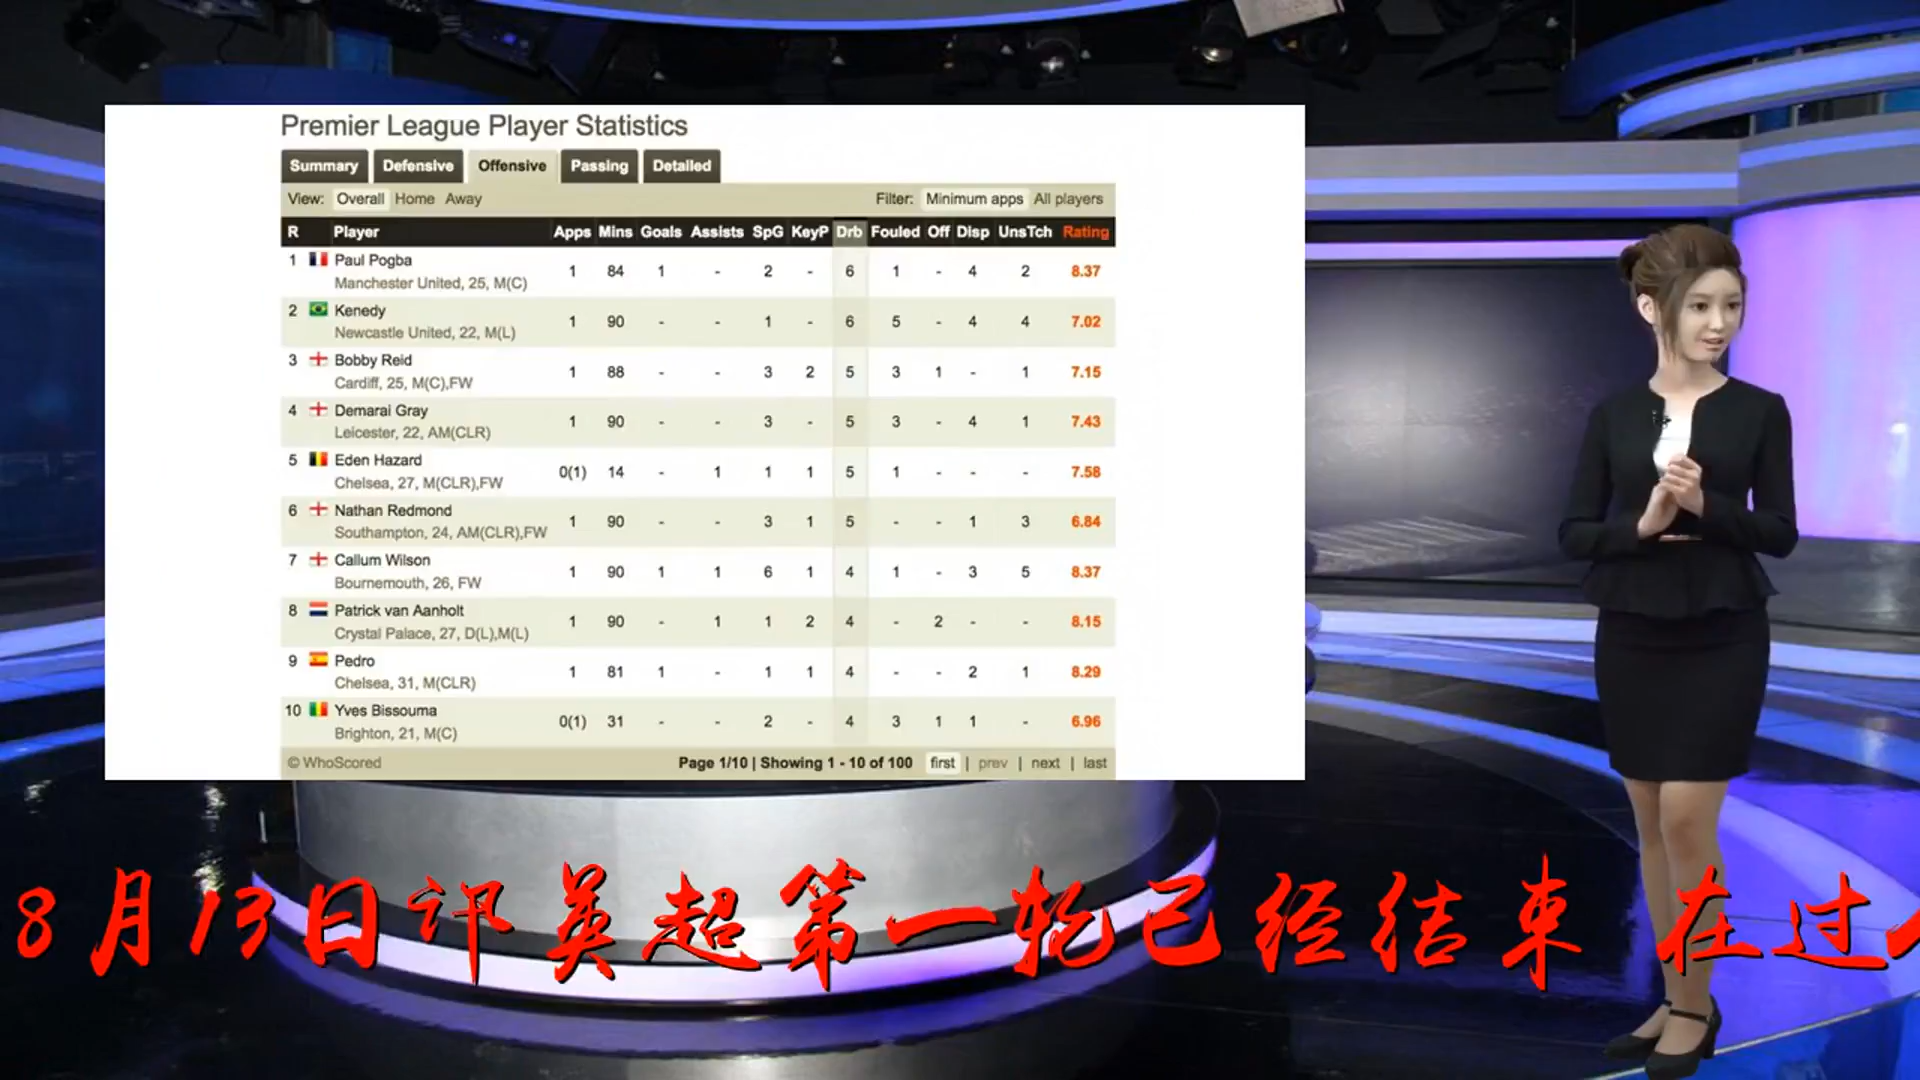 Premier League Player Statistics
Summary Defensive Offensive Passing Detailed
View: Overall Home Away Filter: Minimum apps All players
R Player Apps Mins Goals Assists SpG KeyP Drb Fouled Off Disp UnsTch Rating
1 Paul Pogba 1 84 1 - 2 - 6 1 - 4 2 8.37
Manchester United, 25, M(C)
2 Kenedy 1 90 - - 1 - 6 5 - 4 4 7.02
Newcastle United, 22, M(L)
3 Bobby Reid 1 88 - - 3 2 5 3 1 - 1 7.15
Cardiff, 25, M(C),FW
4 Demarai Gray 1 90 - - 3 - 5 3 - 4 1 7.43
Leicester, 22, AM(CLR)
5 Eden Hazard 0(1) 14 - 1 1 1 5 1 - - - 7.58
Chelsea, 27, M(CLR),FW
6 Nathan Redmond 1 90 - - 3 1 5 - - 1 3 6.84
Southampton, 24, AM(CLR),FW
7 Callum Wilson 1 90 1 1 6 1 4 1 - 3 5 8.37
Bournemouth, 26, FW
8 Patrick van Aanholt 1 90 - 1 1 2 4 - 2 - - 8.15
Crystal Palace, 27, D(L),M(L)
9 Pedro 1 81 1 - 1 1 4 - - 2 1 8.29
Chelsea, 31, M(CLR)
10 Yves Bissouma 0(1) 31 - - 2 - 4 3 1 1 - 6.96
Brighton, 21, M(C)
© WhoScored Page 1/10 | Showing 1 - 10 of 100 first | prev | next | last
8月13日讯英超第一轮已经结束 在过